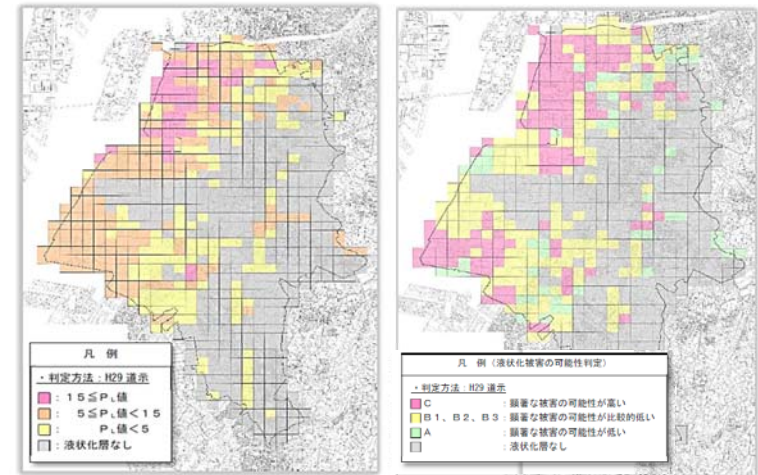 凡 例
・判定方法：H29 道示
：１５≦ＰＬ値
：　５≦ＰＬ値＜１５
：　　　ＰＬ値＜５
：液状化層なし
凡 例（液状化被害の可能性判定）
・判定方法：H29 道示
C　：顕著な被害の可能性が高い
B１、B２、B３：顕著な被害の可能性が比較的低い
A　：顕著な被害の可能性が低い
：液状化層なし